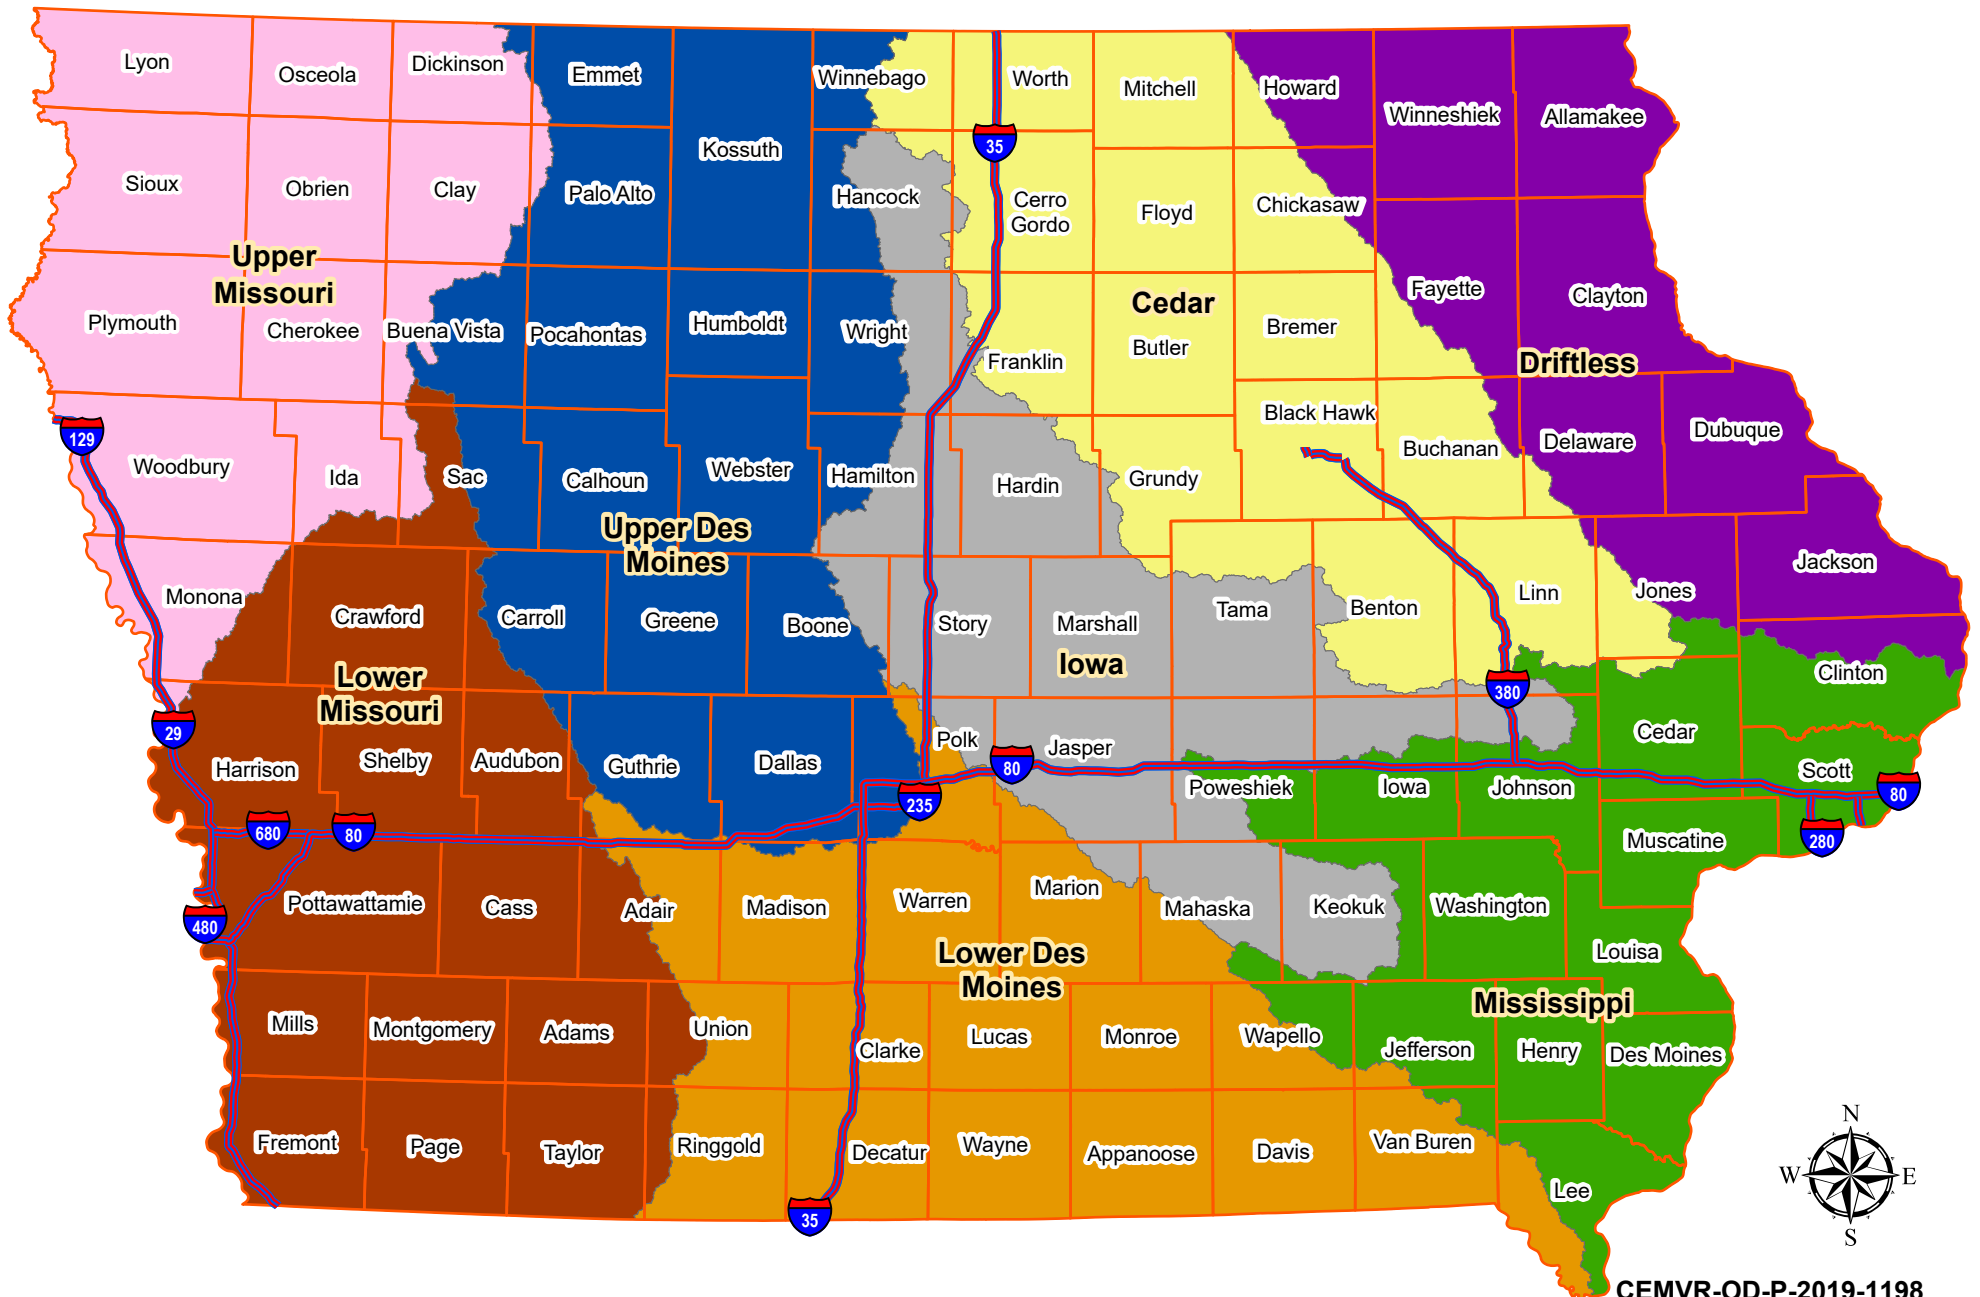 Lyon
Osceola
Dickinson
Emmet
Winnebago
Worth
Mitchell
Howard
Winneshiek
Allamakee
Kossuth
35
Sioux
Obrien
Clay
Palo Alto
Hancock
Cerro
Gordo
Floyd
Chickasaw
Upper
Missouri
Plymouth
Cherokee
Buena Vista
Pocahontas
Humboldt
Wright
Franklin
Cedar
Butler
Bremer
Fayette
Clayton
Driftless
129
Woodbury
Ida
Sac
Calhoun
Webster
Hamilton
Hardin
Grundy
Black Hawk
Buchanan
Delaware
Dubuque
Upper Des
Moines
Monona
Crawford
Carroll
Greene
Boone
Story
Marshall
Tama
Benton
Linn
Jones
Jackson
Iowa
Lower
Missouri
29
Harrison
Shelby
Audubon
Guthrie
Dallas
Polk
Jasper
80
235
Poweshiek
Iowa
Johnson
380
Cedar
Clinton
Scott
80
280
Muscatine
680
80
480
Pottawattamie
Cass
Adair
Madison
Warren
Marion
Mahaska
Keokuk
Washington
Louisa
Lower Des
Moines
Mississippi
Mills
Montgomery
Adams
Union
Clarke
Lucas
Monroe
Wapello
Jefferson
Henry
Des Moines
Fremont
Page
Taylor
Ringgold
Decatur
Wayne
Appanoose
Davis
Van Buren
Lee
35
N
W
E
S
CEMVR-OD-P-2019-1198